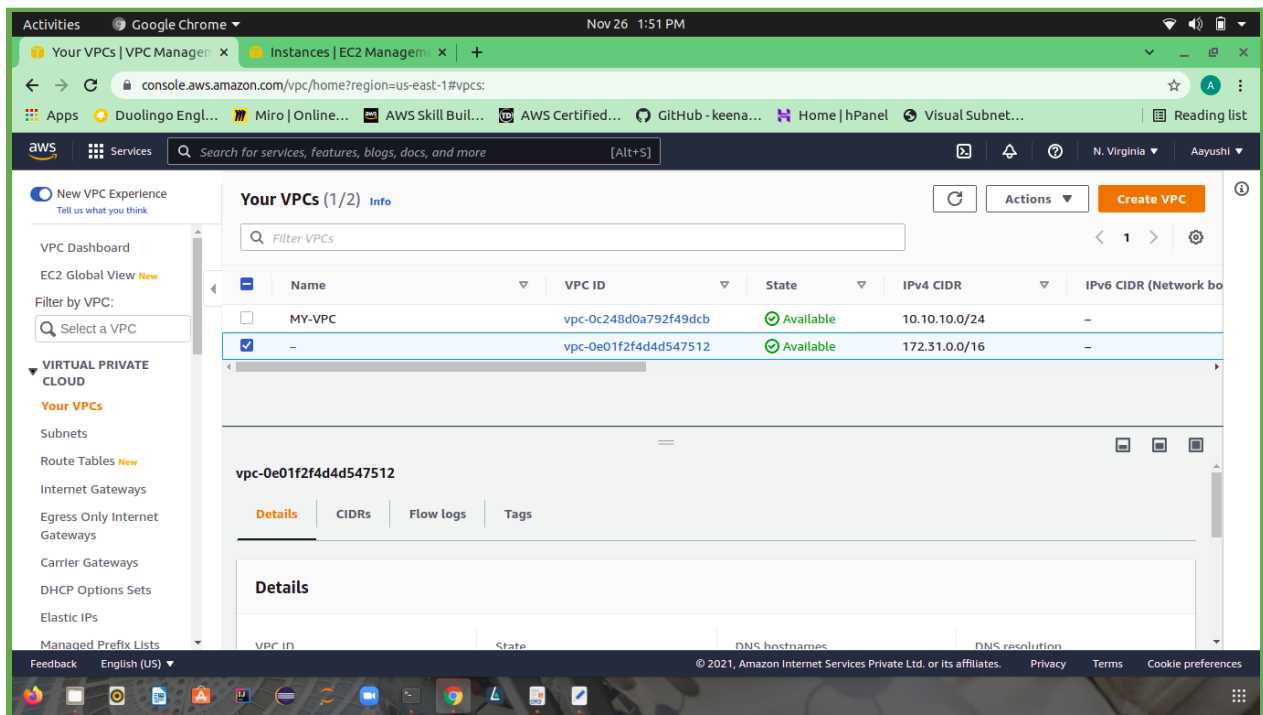 Activities Google Chrome Nov 26 1:51 PM
Your VPCs | VPC Managem Instances | EC2 Manageme
console.aws.amazon.com/vpc/home?region=us-east-1#vpcs: A
Apps Duolingo Engl... Miro | Online... AWS Skill Buil... AWS Certified... GitHub - keena... Home | hPanel Visual Subnet... Reading list
aws Services Search for services, features, blogs, docs, and more [Alt+S] N. Virginia Aayushi
New VPC Experience
Tell us what you think
VPC Dashboard
EC2 Global View New
Filter by VPC:
Select a VPC
VIRTUAL PRIVATE
CLOUD
Your VPCs
Subnets
Route Tables New
Internet Gateways
Egress Only Internet
Gateways
Carrier Gateways
DHCP Options Sets
Elastic IPs
Managed Prefix Lists
Your VPCs (1/2) Info Actions Create VPC
Filter VPCs 1
Name VPC ID State IPv4 CIDR IPv6 CIDR (Network bo
MY-VPC vpc-0c248d0a792f49dcb Available 10.10.10.0/24 –
– vpc-0e01f2f4d4d547512 Available 172.31.0.0/16 –
vpc-0e01f2f4d4d547512
Details CIDRs Flow logs Tags
Details
VPC ID State DNS hostnames DNS resolution
Feedback English (US) © 2021, Amazon Internet Services Private Ltd. or its affiliates. Privacy Terms Cookie preferences